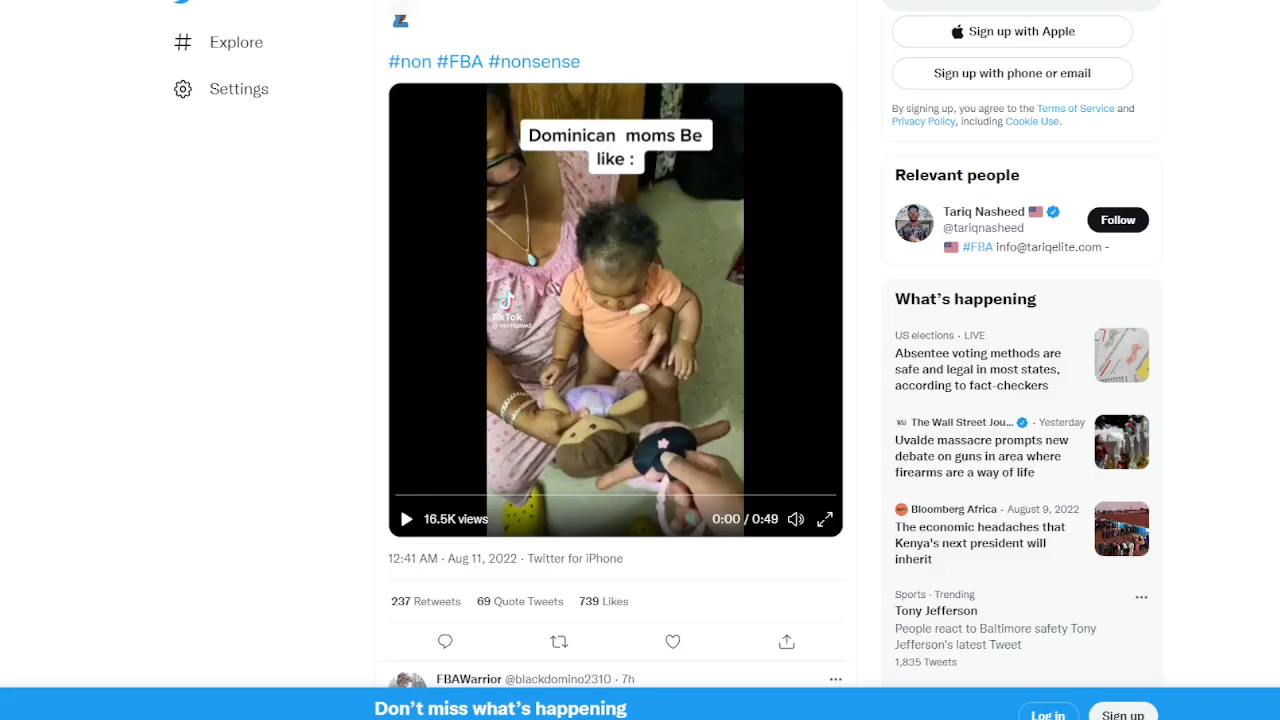 Explore
Settings
#non #FBA #nonsense
Dominican moms Be
like :
TikTok
16.5K views
0:00 / 0:49
12:41 AM · Aug 11, 2022 · Twitter for iPhone
237 Retweets 69 Quote Tweets 739 Likes
FBAWarrior @blackdomino2310 · 7h
Sign up with Apple
Sign up with phone or email
By signing up, you agree to the Terms of Service and
Privacy Policy, including Cookie Use.
Relevant people
Tariq Nasheed
@tariqnasheed
Follow
#FBA info@tariqelite.com -
What's happening
US elections · LIVE
Absentee voting methods are
safe and legal in most states,
according to fact-checkers
The Wall Street Jou... · Yesterday
Uvalde massacre prompts new
debate on guns in area where
firearms are a way of life
Bloomberg Africa · August 9, 2022
The economic headaches that
Kenya's next president will
inherit
Sports · Trending
Tony Jefferson
People react to Baltimore safety Tony
Jefferson's latest Tweet
1,835 Tweets
Don't miss what's happening
Log in
Sign up